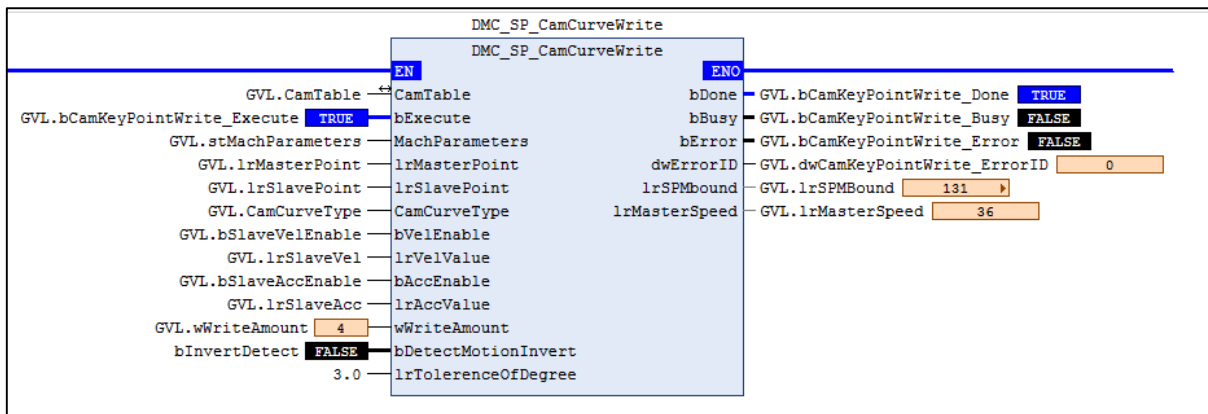 DMC_SP_CamCurveWrite
DMC_SP_CamCurveWrite
EN ENO
GVL.CamTable CamTable bDone GVL.bCamKeyPointWrite_Done TRUE
GVL.bCamKeyPointWrite_Execute TRUE bExecute bBusy GVL.bCamKeyPointWrite_Busy FALSE
GVL.stMachParameters MachParameters bError GVL.bCamKeyPointWrite_Error FALSE
GVL.lrMasterPoint lrMasterPoint dwErrorID GVL.dwCamKeyPointWrite_ErrorID 0
GVL.lrSlavePoint lrSlavePoint lrSPMbound GVL.lrSPMBound 131
GVL.CamCurveType CamCurveType lrMasterSpeed GVL.lrMasterSpeed 36
GVL.bSlaveVelEnable bVelEnable
GVL.lrSlaveVel lrVelValue
GVL.bSlaveAccEnable bAccEnable
GVL.lrSlaveAcc lrAccValue
GVL.wWriteAmount 4 wWriteAmount
bInvertDetect FALSE bDetectMotionInvert
3.0 lrTolerenceOfDegree